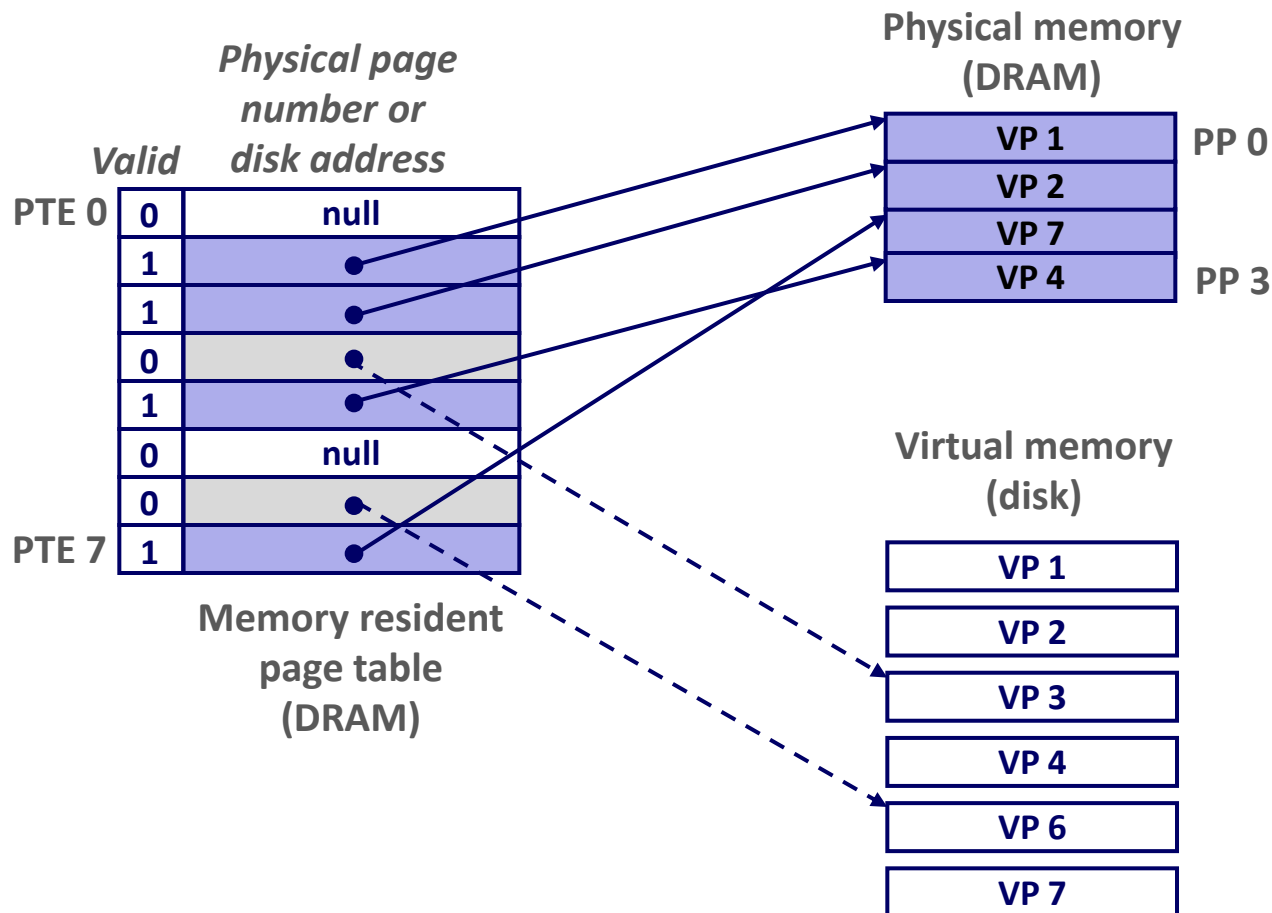 Physical memory
(DRAM)
Physical page
number or
disk address
Valid
PTE 0
0
null
1
1
0
1
0
null
0
PTE 7
1
Memory resident
page table
(DRAM)
VP 1
PP 0
VP 2
VP 7
VP 4
PP 3
Virtual memory
(disk)
VP 1
VP 2
VP 3
VP 4
VP 6
VP 7